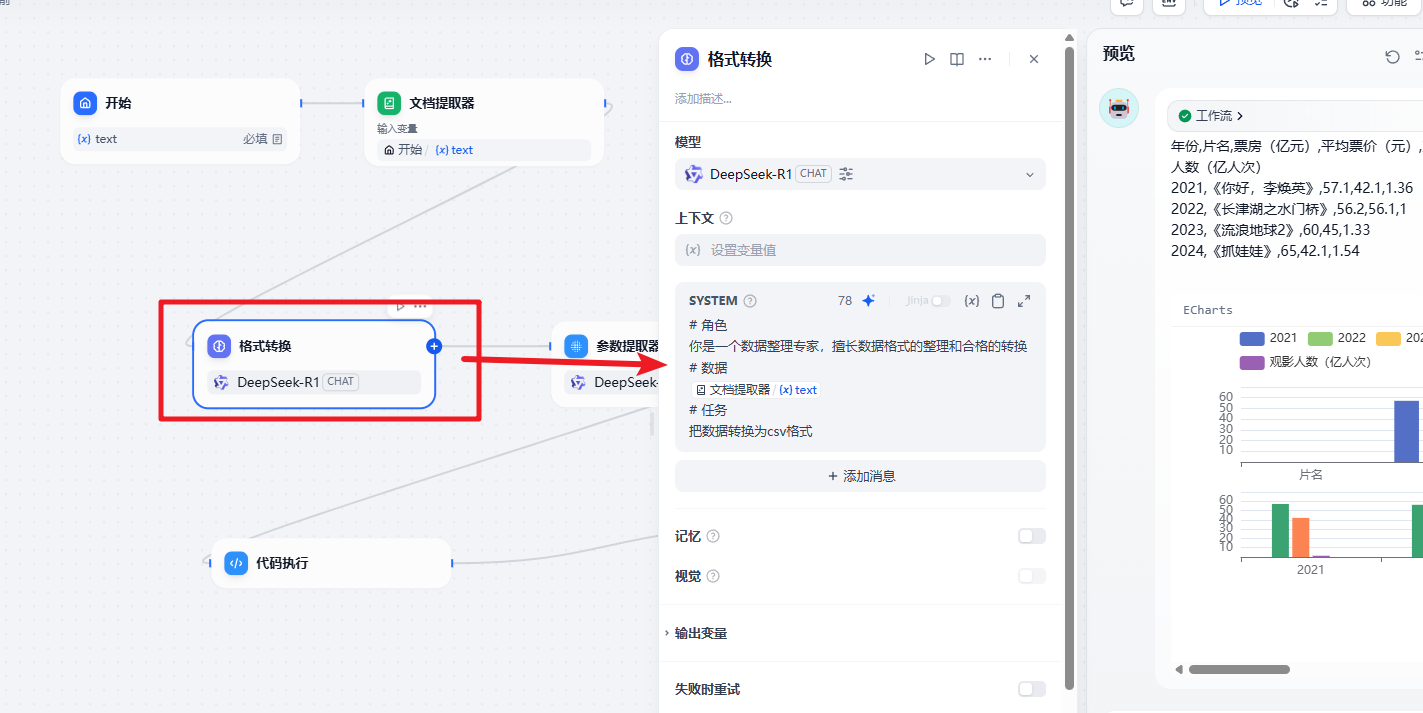 预览
功能
开始
{x} text
必填
文档提取器
输入变量
开始 / {x} text
格式转换
DeepSeek-R1 CHAT
参数提取器
DeepSeek-
代码执行
格式转换
添加描述...
模型
DeepSeek-R1 CHAT
上下文
{x} 设置变量值
SYSTEM
78
Jinja
{x}
# 角色
你是一个数据整理专家，擅长数据格式的整理和合格的转换
# 数据
文档提取器 / {x} text
# 任务
把数据转换为csv格式
+ 添加消息
记忆
视觉
输出变量
失败时重试
预览
工作流
年份,片名,票房（亿元）,平均票价（元）,
人数（亿人次）
2021,《你好，李焕英》,57.1,42.1,1.36
2022,《长津湖之水门桥》,56.2,56.1,1
2023,《流浪地球2》,60,45,1.33
2024,《抓娃娃》,65,42.1,1.54
ECharts
2021 2022 202
观影人数（亿人次）
60
50
40
30
20
10
片名
60
50
40
30
20
10
2021